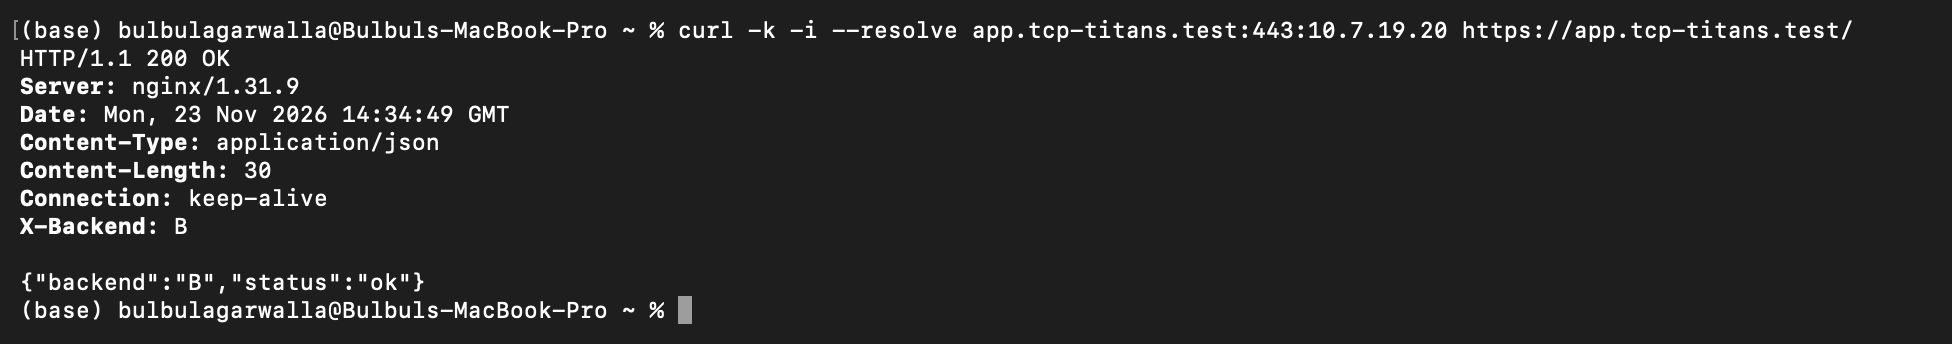 [(base) bulbulagarwalla@Bulbuls-MacBook-Pro ~ % curl -k -i --resolve app.tcp-titans.test:443:10.7.19.20 https://app.tcp-titans.test/
HTTP/1.1 200 OK
Server: nginx/1.31.9
Date: Mon, 23 Nov 2026 14:34:49 GMT
Content-Type: application/json
Content-Length: 30
Connection: keep-alive
X-Backend: B

{"backend":"B","status":"ok"}
(base) bulbulagarwalla@Bulbuls-MacBook-Pro ~ %